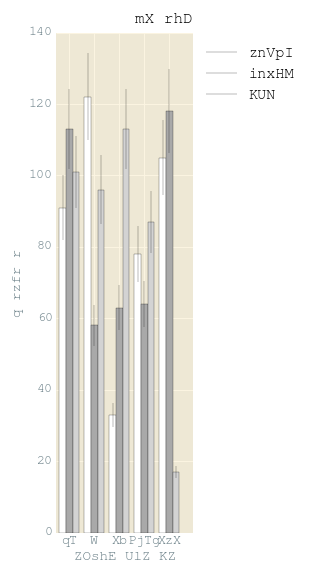 mX rhD
znVpI
inxHM
KUN
q rzfr r
140
120
100
80
60
40
20
0
qT W Xb PjTg XzX
ZOshE UlZ KZ